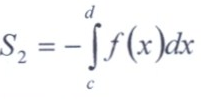 S₂ = −∫_c^d f(x)dx